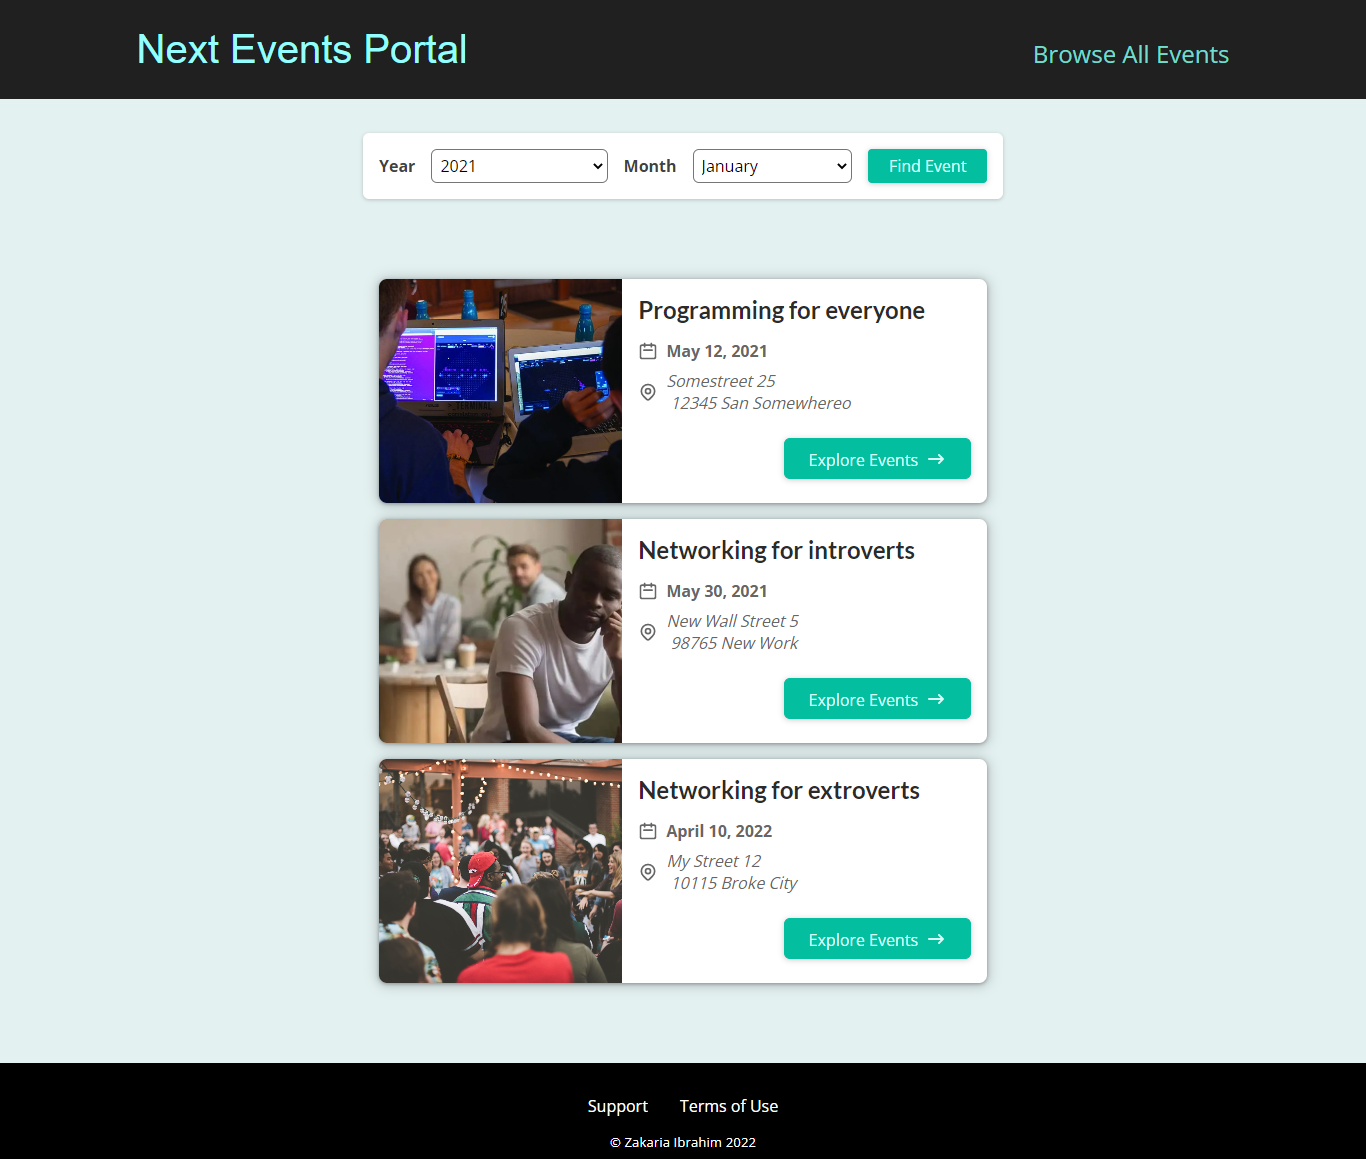 Next Events Portal
Browse All Events
Year 2021 Month January Find Event
Programming for everyone
May 12, 2021
Somestreet 25
12345 San Somewhereo
Explore Events
Networking for introverts
May 30, 2021
New Wall Street 5
98765 New Work
Explore Events
Networking for extroverts
April 10, 2022
My Street 12
10115 Broke City
Explore Events
Support Terms of Use
© Zakaria Ibrahim 2022